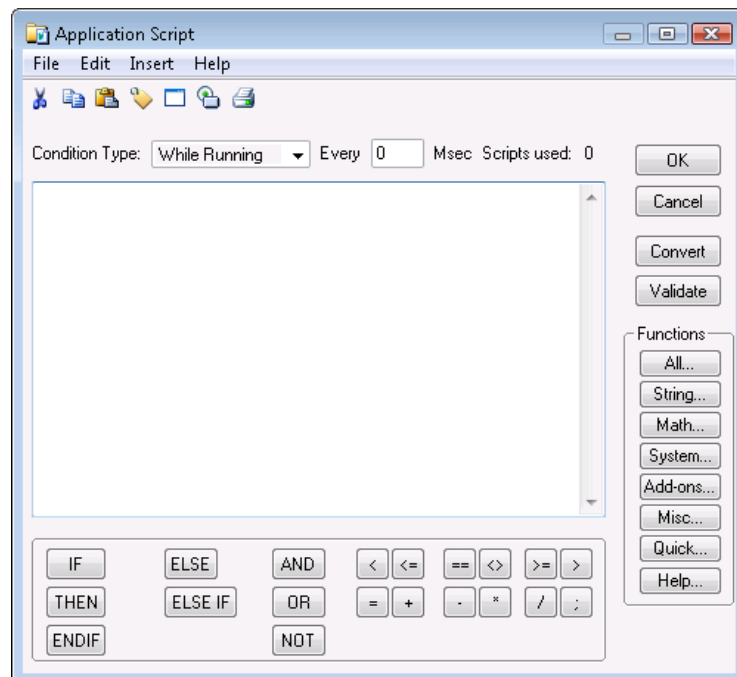 Application Script
File Edit Insert Help
Condition Type: While Running Every 0 Msec Scripts used: 0
OK
Cancel
Convert
Validate
Functions
All...
String...
Math...
System...
Add-ons...
Misc...
Quick...
Help...
IF ELSE AND < <= == <> >= >
THEN ELSE IF OR = + - * / ;
ENDIF NOT